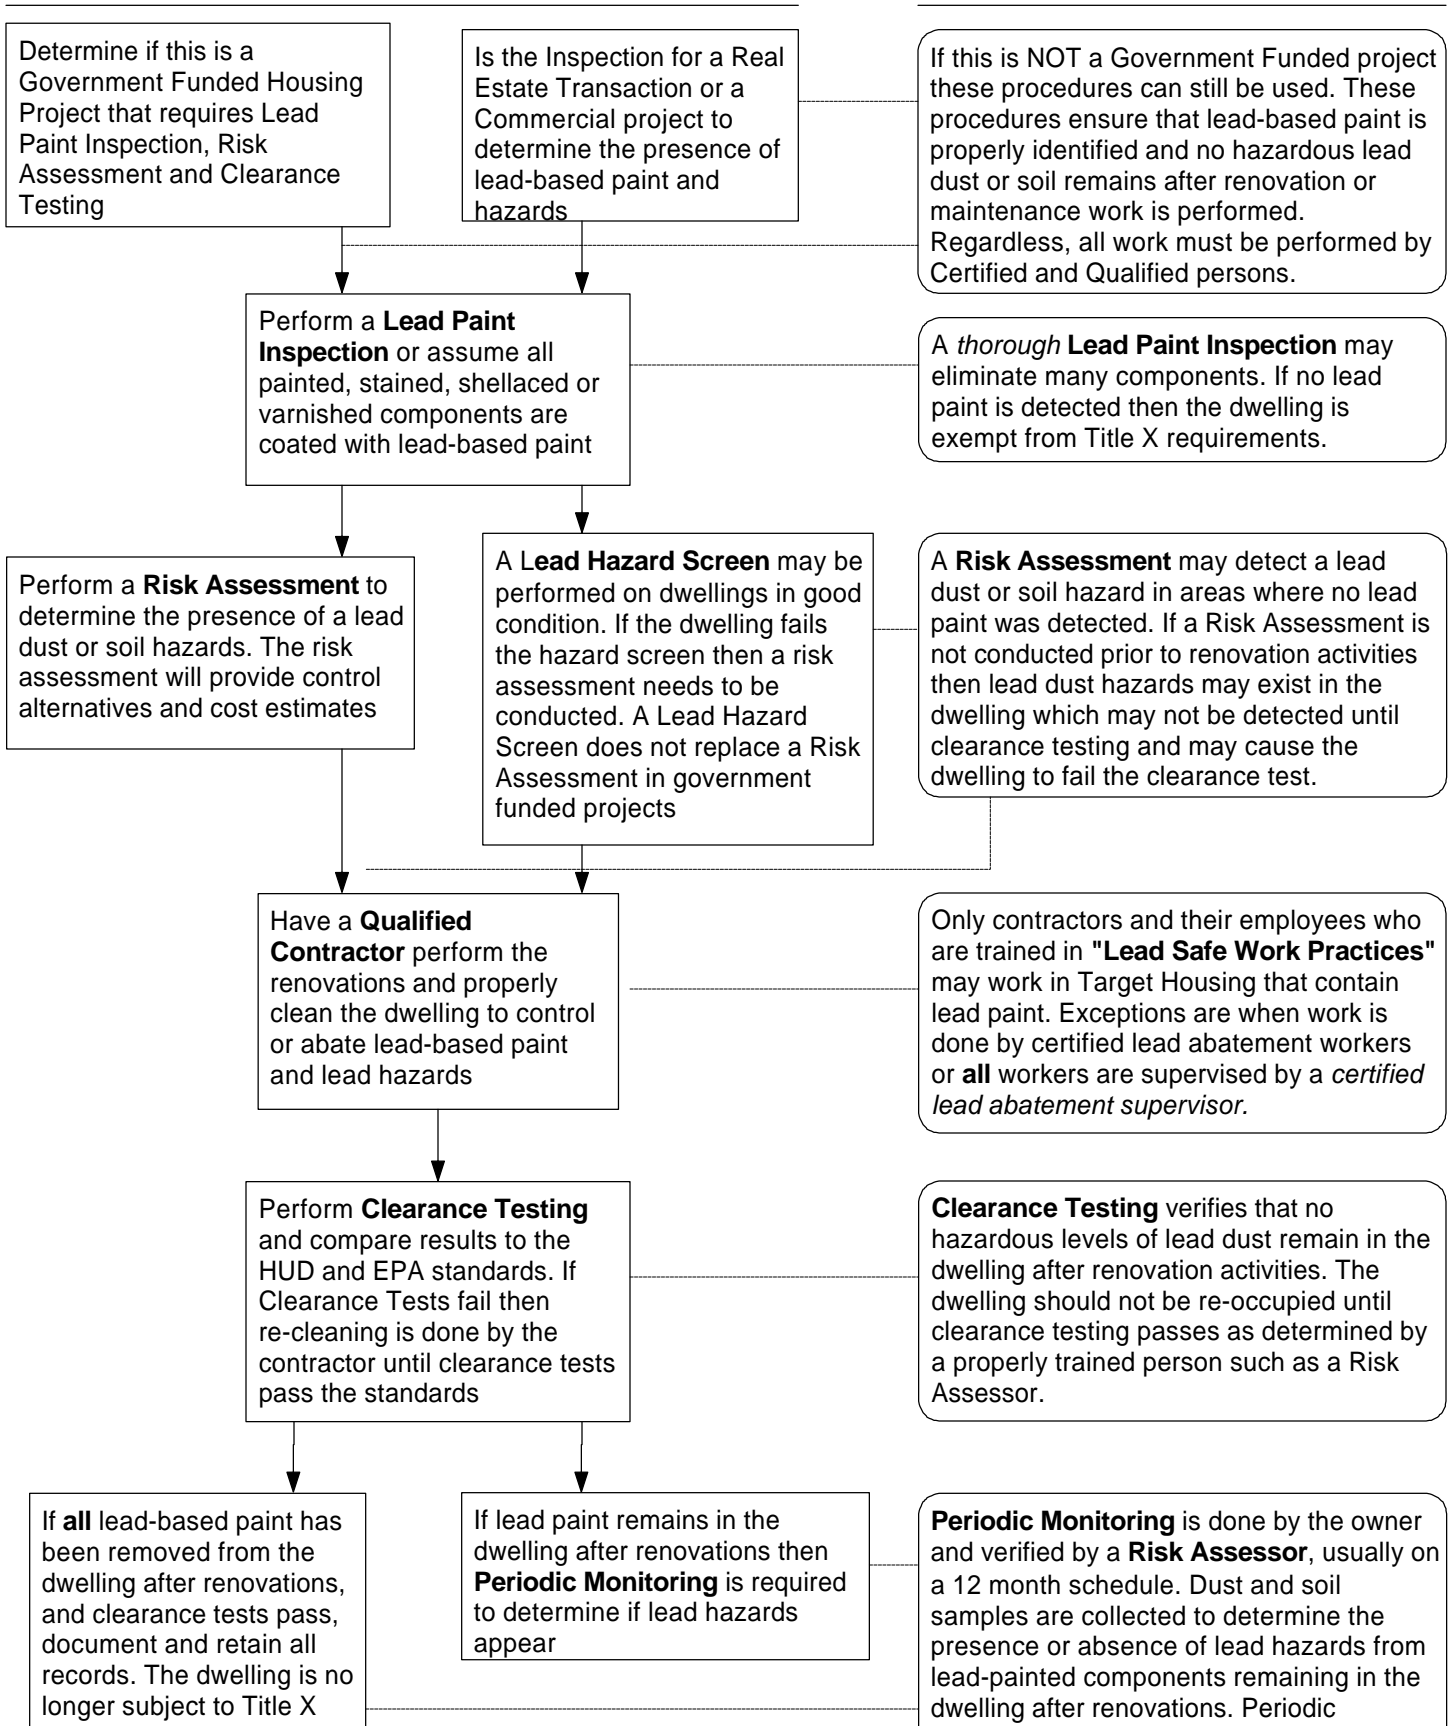 Determine if this is a
Government Funded Housing
Project that requires Lead
Paint Inspection, Risk
Assessment and Clearance
Testing
Is the Inspection for a Real
Estate Transaction or a
Commercial project to
determine the presence of
lead-based paint and
hazards
If this is NOT a Government Funded project
these procedures can still be used. These
procedures ensure that lead-based paint is
properly identified and no hazardous lead
dust or soil remains after renovation or
maintenance work is performed.
Regardless, all work must be performed by
Certified and Qualified persons.
Perform a Lead Paint
Inspection or assume all
painted, stained, shellaced or
varnished components are
coated with lead-based paint
A thorough Lead Paint Inspection may
eliminate many components. If no lead
paint is detected then the dwelling is
exempt from Title X requirements.
Perform a Risk Assessment to
determine the presence of a lead
dust or soil hazards. The risk
assessment will provide control
alternatives and cost estimates
A Lead Hazard Screen may be
performed on dwellings in good
condition. If the dwelling fails
the hazard screen then a risk
assessment needs to be
conducted. A Lead Hazard
Screen does not replace a Risk
Assessment in government
funded projects
A Risk Assessment may detect a lead
dust or soil hazard in areas where no lead
paint was detected. If a Risk Assessment is
not conducted prior to renovation activities
then lead dust hazards may exist in the
dwelling which may not be detected until
clearance testing and may cause the
dwelling to fail the clearance test.
Have a Qualified
Contractor perform the
renovations and properly
clean the dwelling to control
or abate lead-based paint
and lead hazards
Only contractors and their employees who
are trained in "Lead Safe Work Practices"
may work in Target Housing that contain
lead paint. Exceptions are when work is
done by certified lead abatement workers
or all workers are supervised by a certified
lead abatement supervisor.
Perform Clearance Testing
and compare results to the
HUD and EPA standards. If
Clearance Tests fail then
re-cleaning is done by the
contractor until clearance tests
pass the standards
Clearance Testing verifies that no
hazardous levels of lead dust remain in the
dwelling after renovation activities. The
dwelling should not be re-occupied until
clearance testing passes as determined by
a properly trained person such as a Risk
Assessor.
If all lead-based paint has
been removed from the
dwelling after renovations,
and clearance tests pass,
document and retain all
records. The dwelling is no
longer subject to Title X
If lead paint remains in the
dwelling after renovations then
Periodic Monitoring is required
to determine if lead hazards
appear
Periodic Monitoring is done by the owner
and verified by a Risk Assessor, usually on
a 12 month schedule. Dust and soil
samples are collected to determine the
presence or absence of lead hazards from
lead-painted components remaining in the
dwelling after renovations. Periodic